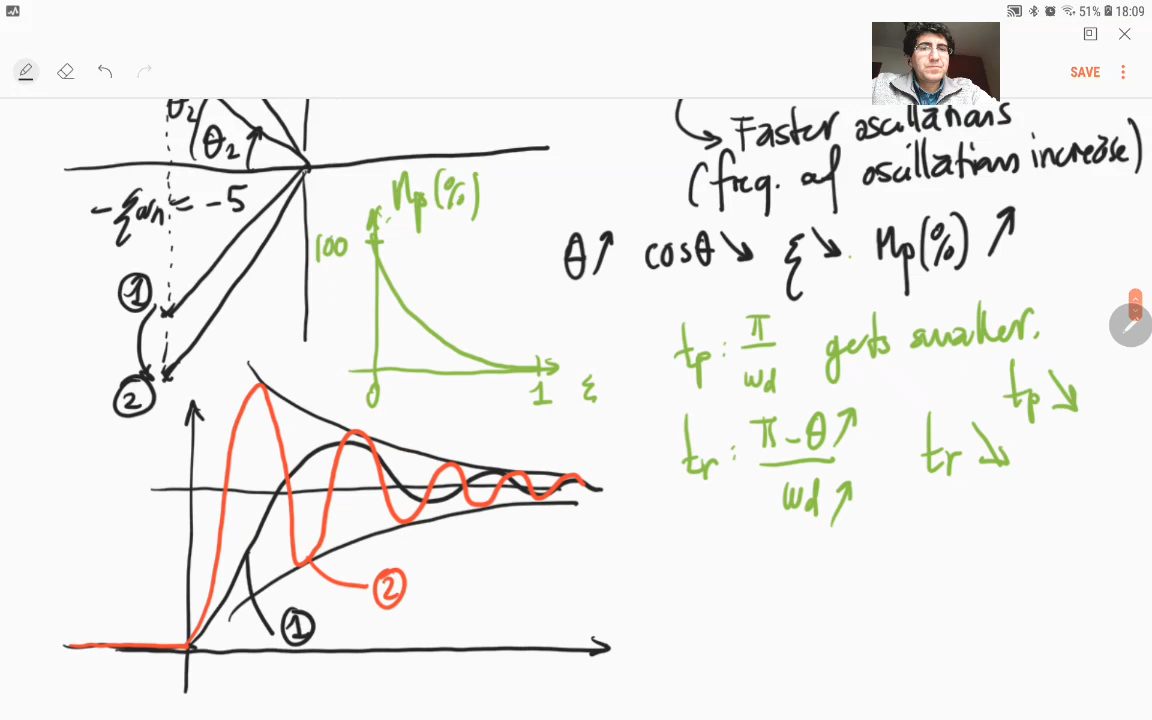 51% 18:09
SAVE
θ2
θ2
-ξωn = -5
1
2
Mp(%)
100
0
1
ξ
Faster oscillations
(freq. of oscillations increase)
θ↗ cosθ↘ ξ↘. Mp(%)↗
tp: π/ωd gets smaller.
tp↘
tr: π-θ↗/ωd↗ tr↘
2
1